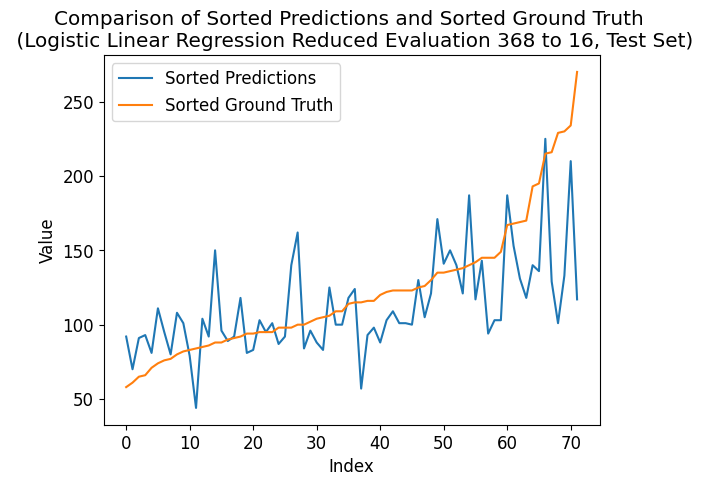 Comparison of Sorted Predictions and Sorted Ground Truth
(Logistic Linear Regression Reduced Evaluation 368 to 16, Test Set)
Sorted Predictions
Sorted Ground Truth
250
200
150
100
50
Value
0 10 20 30 40 50 60 70
Index